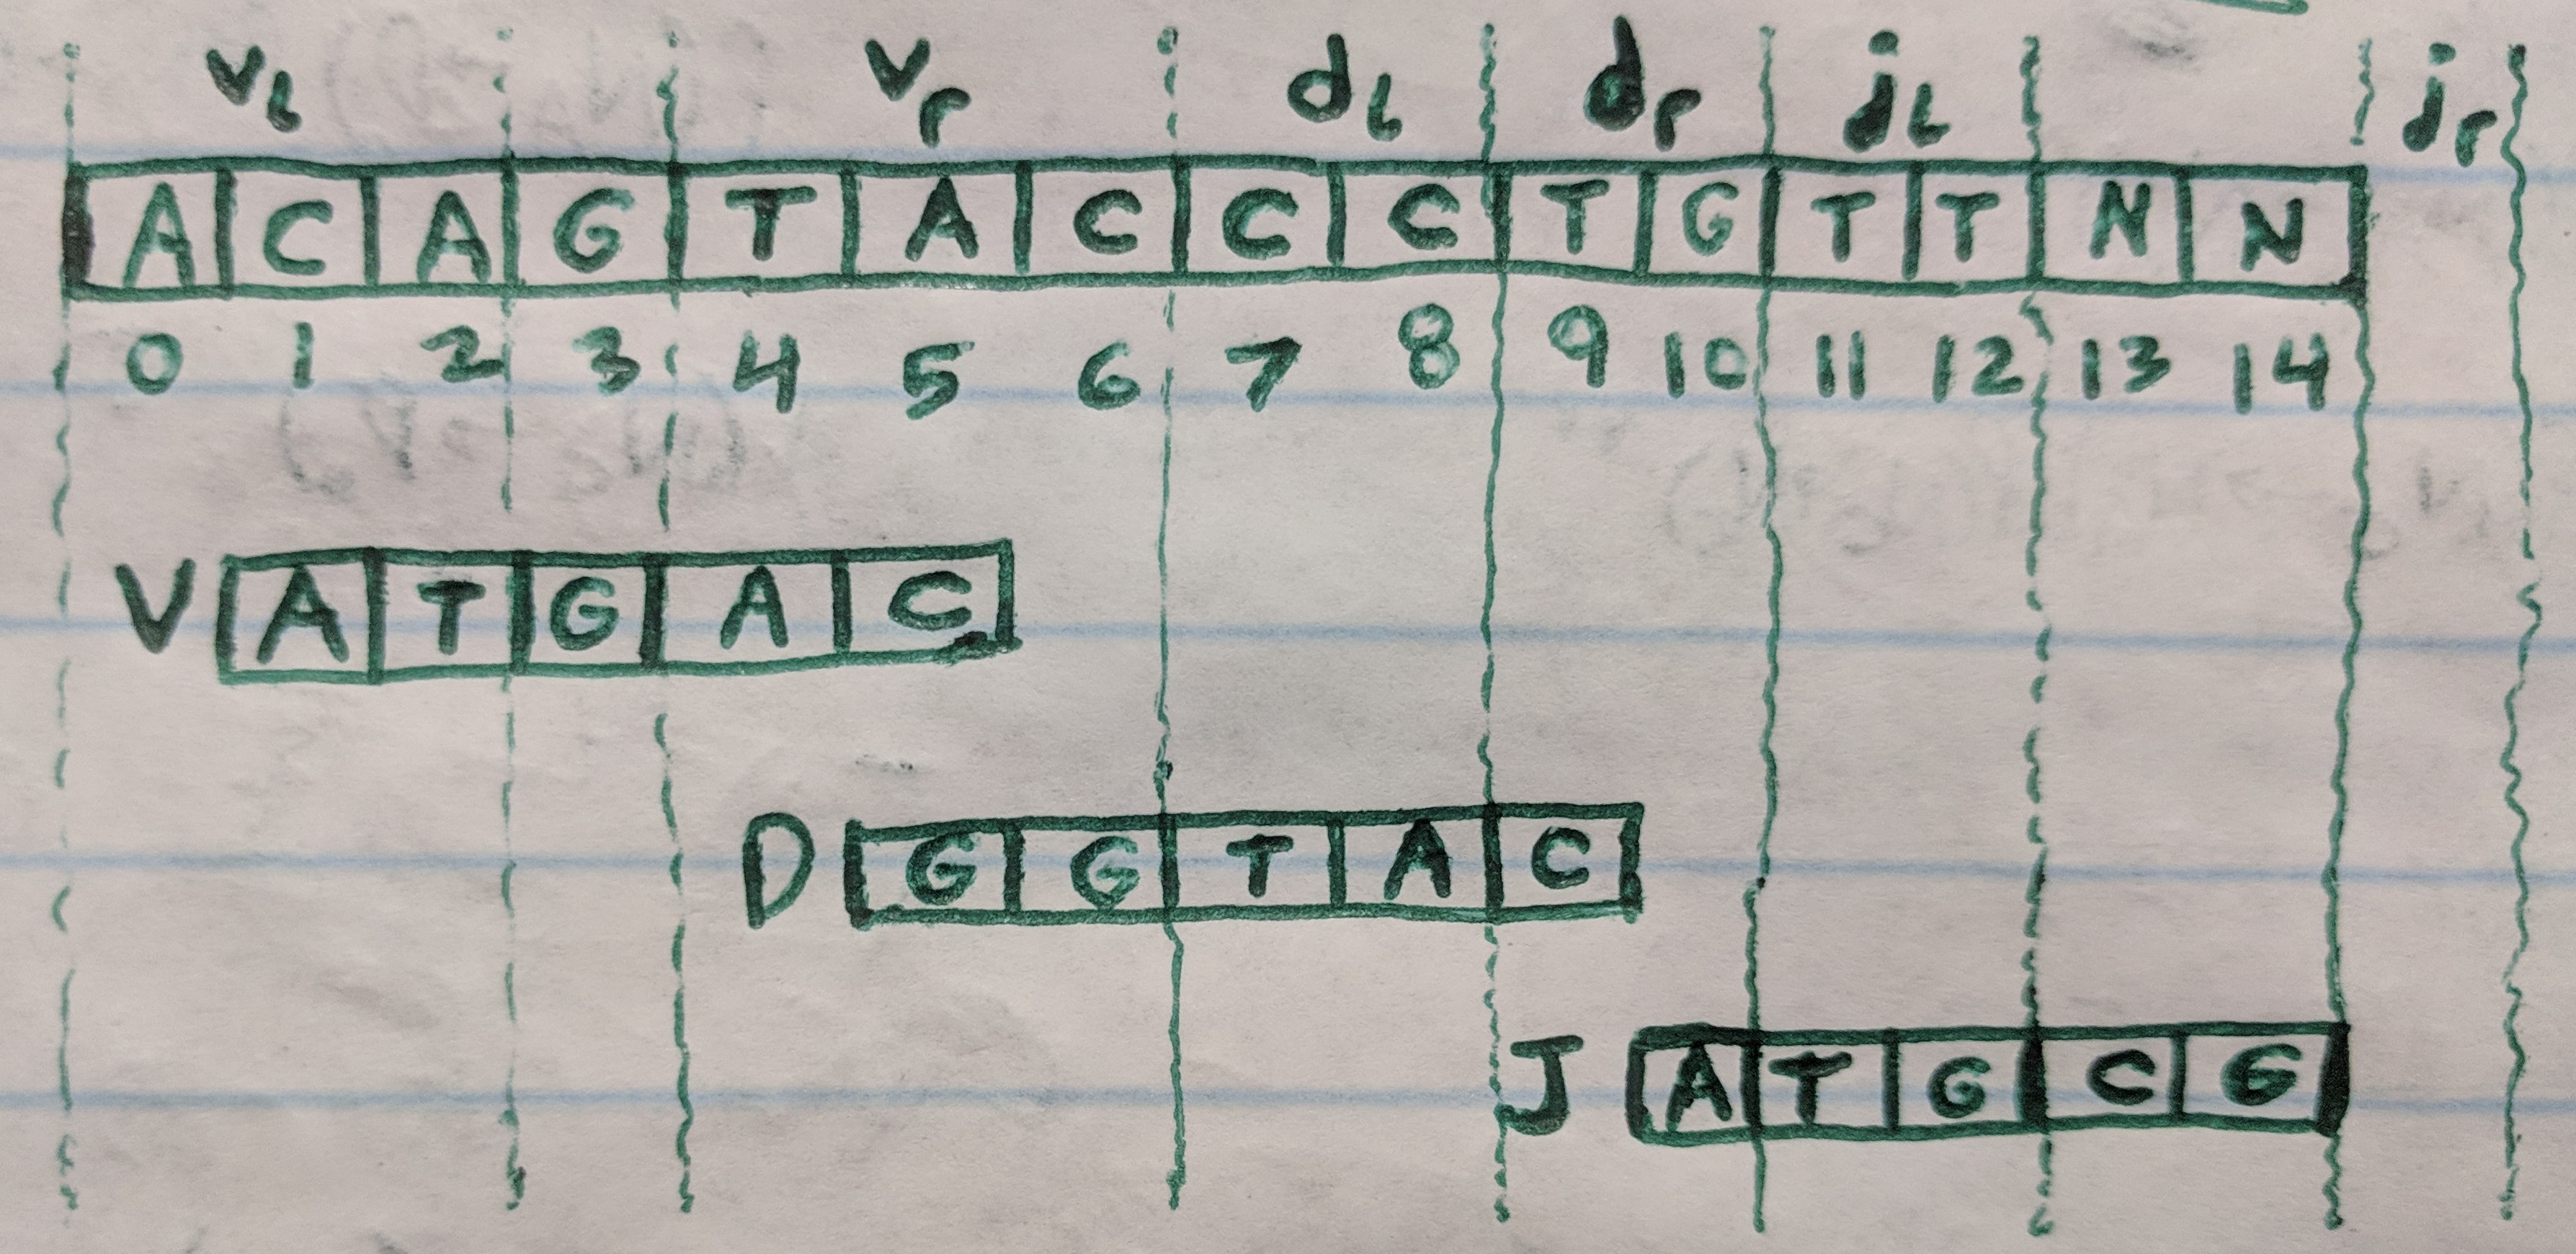 v_l v_r d_l d_r j_l j_r
A C A G T A C C C T G T T N N
0 1 2 3 4 5 6 7 8 9 10 11 12 13 14
V A T G A C
D G G T A C
J A T G C G